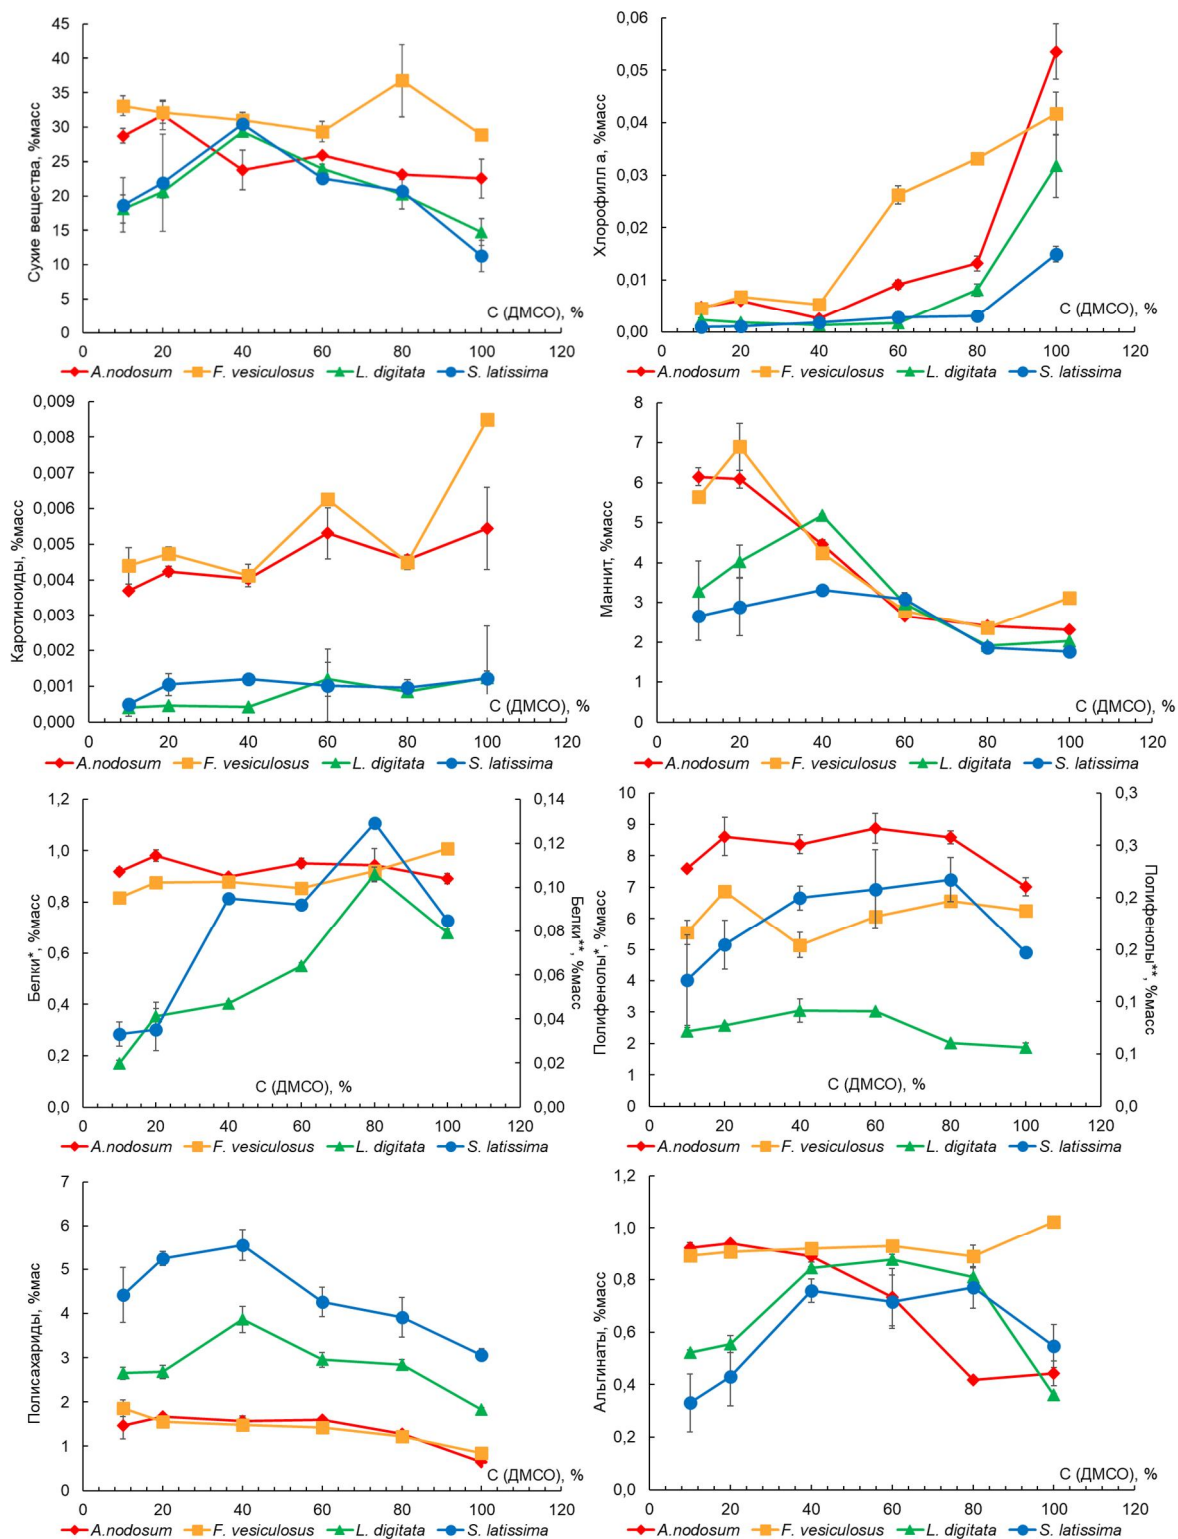 Сухие вещества, %масс
45
40
35
30
25
20
15
10
5
0
0 20 40 60 80 100 120
C (ДМСО), %
A.nodosum F. vesiculosus L. digitata S. latissima
Хлорофилл a, %масс
0,06
0,05
0,04
0,03
0,02
0,01
0,00
0 20 40 60 80 100 120
C (ДМСО), %
A.nodosum F. vesiculosus L. digitata S. latissima
Каротиноиды, %масс
0,009
0,008
0,007
0,006
0,005
0,004
0,003
0,002
0,001
0,000
0 20 40 60 80 100 120
C (ДМСО), %
A.nodosum F. vesiculosus L. digitata S. latissima
Маннит, %масс
8
7
6
5
4
3
2
1
0
0 20 40 60 80 100 120
C (ДМСО), %
A.nodosum F. vesiculosus L. digitata S. latissima
Белки*, %масс
1,2
1,0
0,8
0,6
0,4
0,2
0,0
0,14
0,12
0,10
0,08
0,06
0,04
0,02
0,00
Белки**, %масс
C (ДМСО), %
0 20 40 60 80 100 120
A.nodosum F. vesiculosus L. digitata S. latissima
Полифенолы*, %масс
10
9
8
7
6
5
4
3
2
1
0
0,3
0,3
0,2
0,2
0,1
0,1
0,0
Полифенолы**, %масс
C (ДМСО), %
0 20 40 60 80 100 120
A.nodosum F. vesiculosus L. digitata S. latissima
Полисахариды, %мас
7
6
5
4
3
2
1
0
0 20 40 60 80 100 120
C (ДМСО), %
A.nodosum F. vesiculosus L. digitata S. latissima
Альгинаты, %масс
1,2
1,0
0,8
0,6
0,4
0,2
0,0
0 20 40 60 80 100 120
C (ДМСО), %
A.nodosum F. vesiculosus L. digitata S. latissima